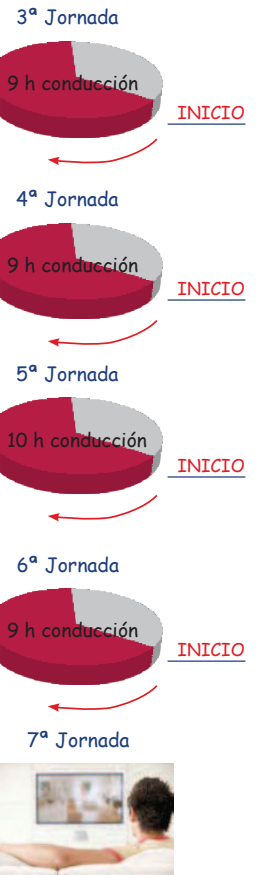 3ª Jornada
9 h conducción
INICIO
4ª Jornada
9 h conducción
INICIO
5ª Jornada
10 h conducción
INICIO
6ª Jornada
9 h conducción
INICIO
7ª Jornada